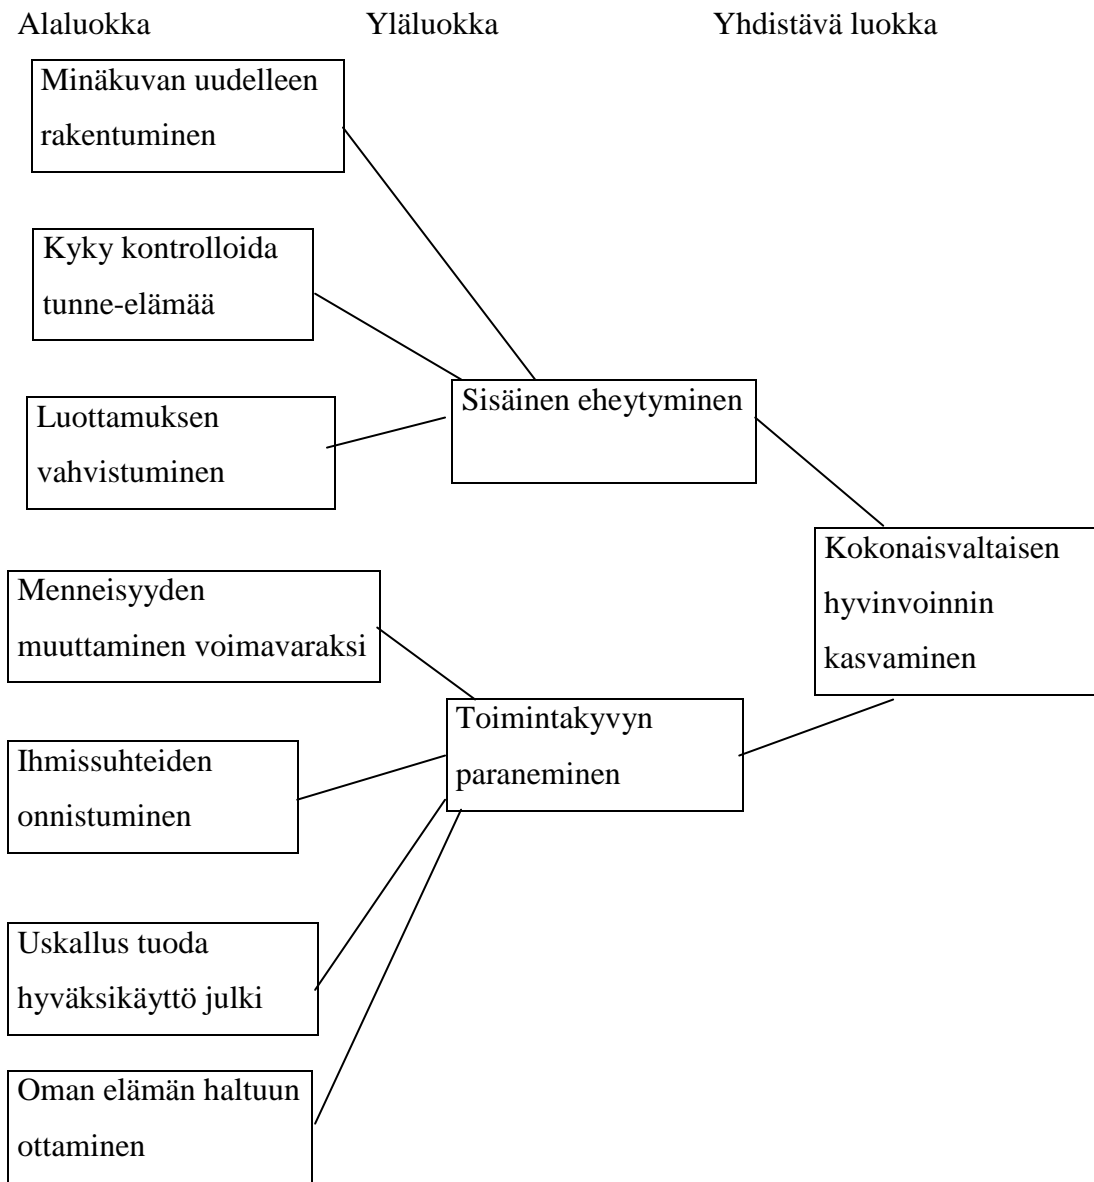 Alaluokka Yläluokka Yhdistävä luokka
Minäkuvan uudelleen
rakentuminen
Kyky kontrolloida
tunne-elämää
Luottamuksen
vahvistuminen
Sisäinen eheytyminen
Menneisyyden
muuttaminen voimavaraksi
Ihmissuhteiden
onnistuminen
Uskallus tuoda
hyväksikäyttö julki
Oman elämän haltuun
ottaminen
Toimintakyvyn
paraneminen
Kokonaisvaltaisen
hyvinvoinnin
kasvaminen